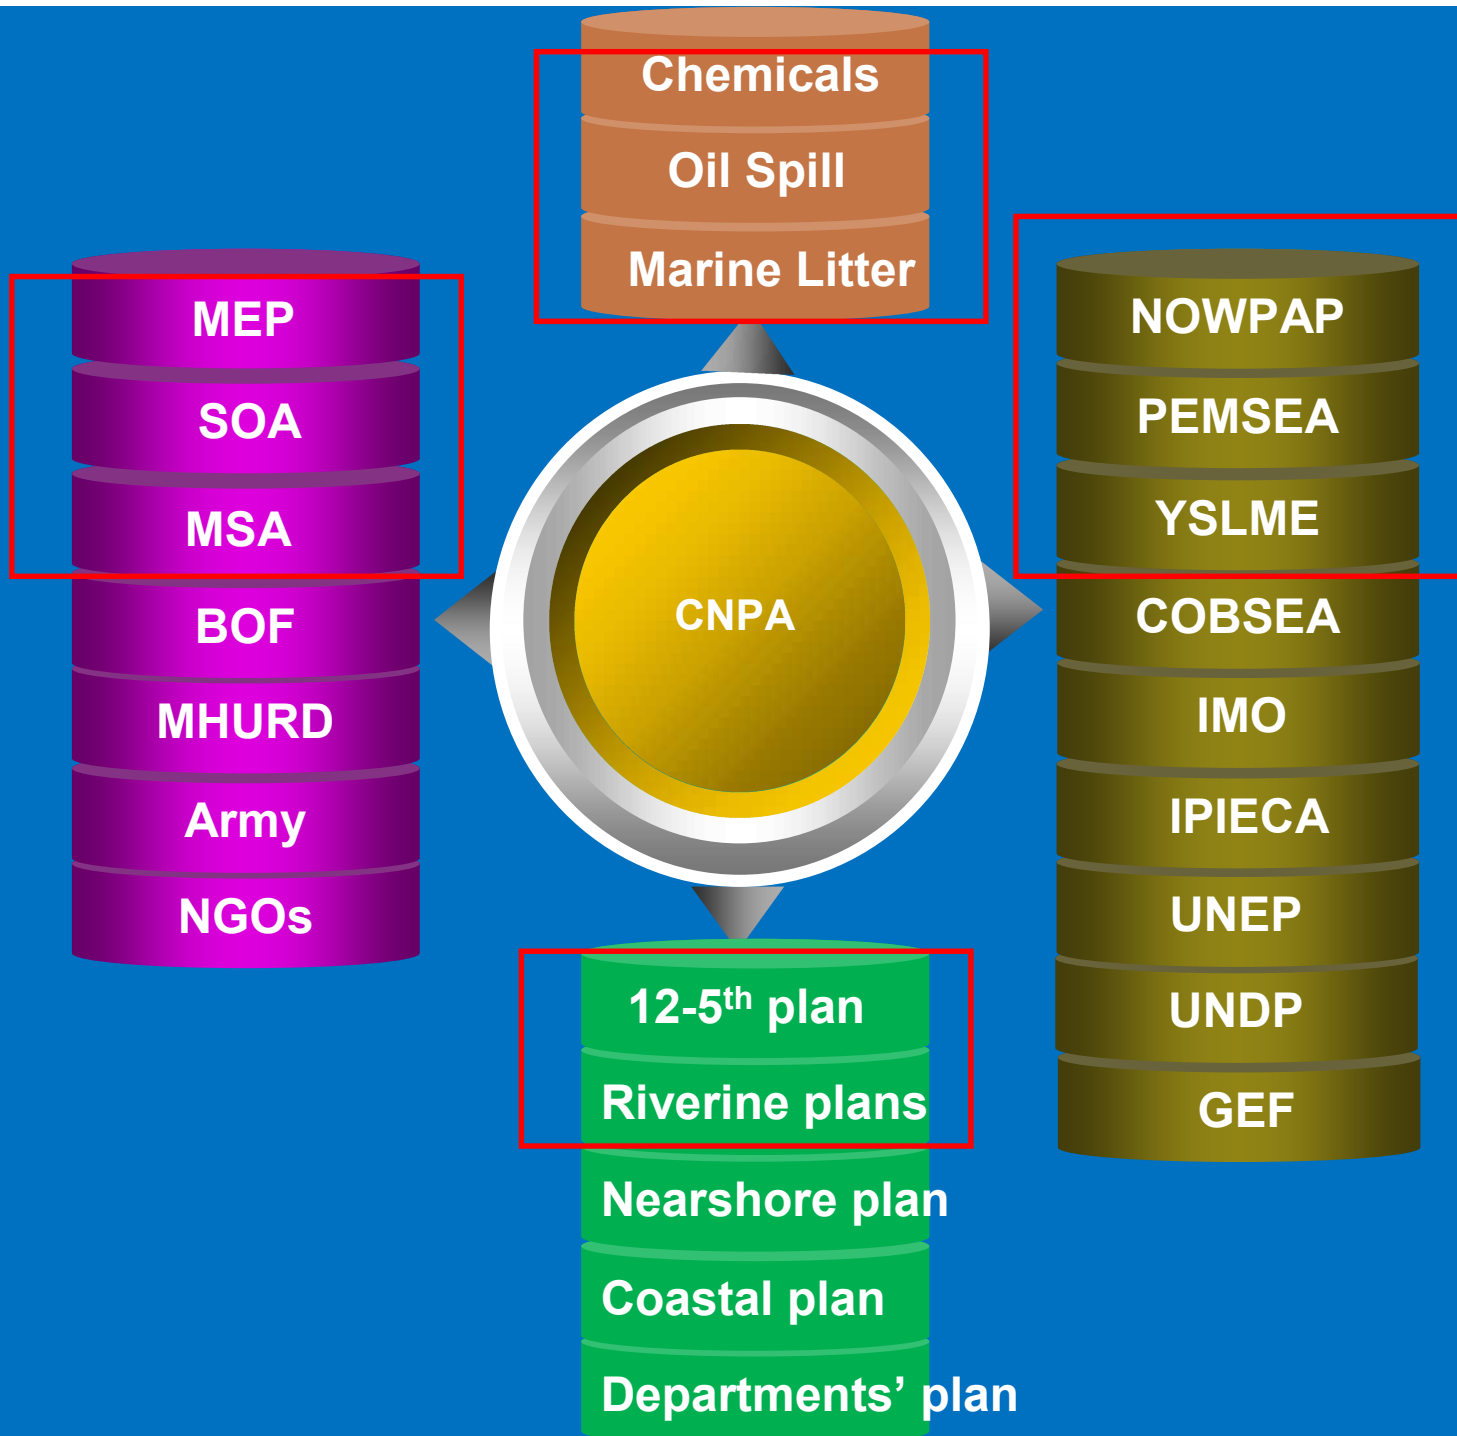 Chemicals
Oil Spill
Marine Litter
MEP
SOA
MSA
BOF
MHURD
Army
NGOs
CNPA
NOWPAP
PEMSEA
YSLME
COBSEA
IMO
IPIECA
UNEP
UNDP
GEF
12-5th plan
Riverine plans
Nearshore plan
Coastal plan
Departments’ plan